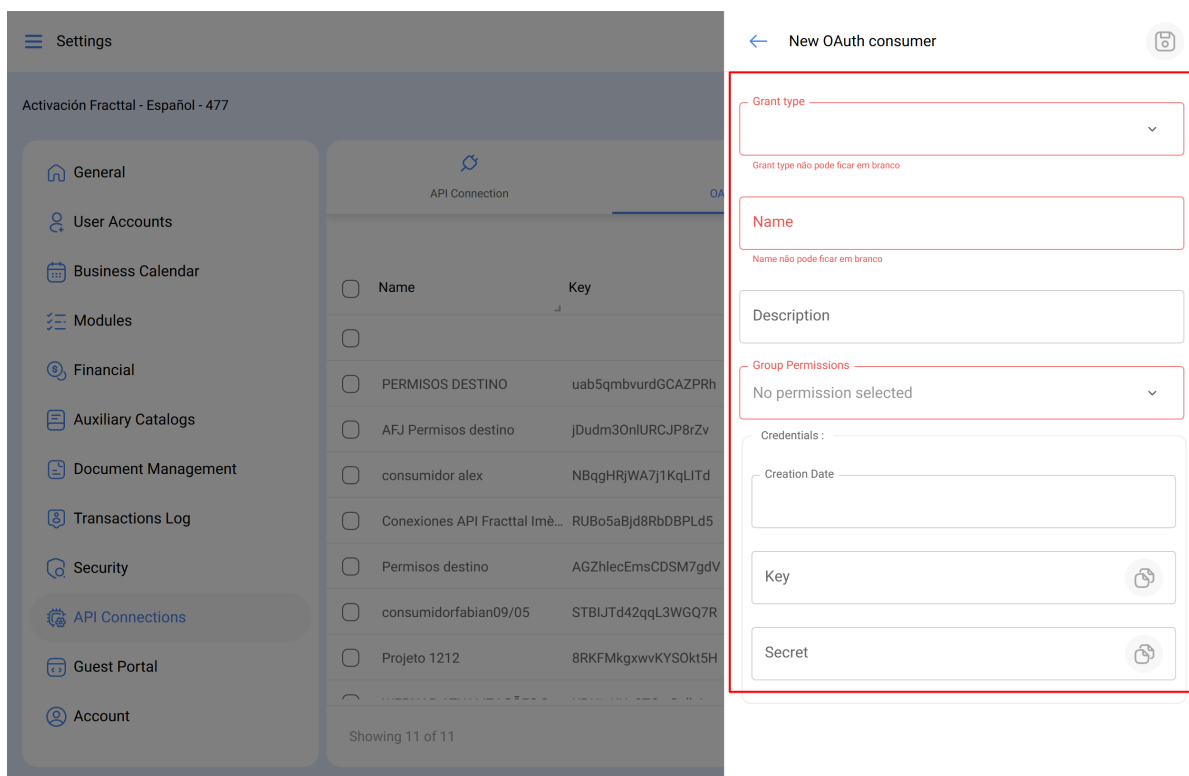 Settings
New OAuth consumer
Activación Fracttal - Español - 477
General
User Accounts
Business Calendar
Modules
Financial
Auxiliary Catalogs
Document Management
Transactions Log
Security
API Connections
Guest Portal
Account
API Connection
OA
Name Key
PERMISOS DESTINO uab5qmbvurdGCAZPRh
AFJ Permisos destino jDudm3OnlURCJP8rZv
consumidor alex NBqgHRjWA7j1KqLITd
Conexiones API Fracttal Imè... RUBo5aBjd8RbDBPLd5
Permisos destino AGZhlecEmsCDSM7gdV
consumidorfabian09/05 STBIJTd42qqL3WGQ7R
Projeto 1212 8RKFMkgxwvKYSOkt5H
Showing 11 of 11
Grant type
Grant type não pode ficar em branco
Name
Name não pode ficar em branco
Description
Group Permissions
No permission selected
Credentials :
Creation Date
Key
Secret